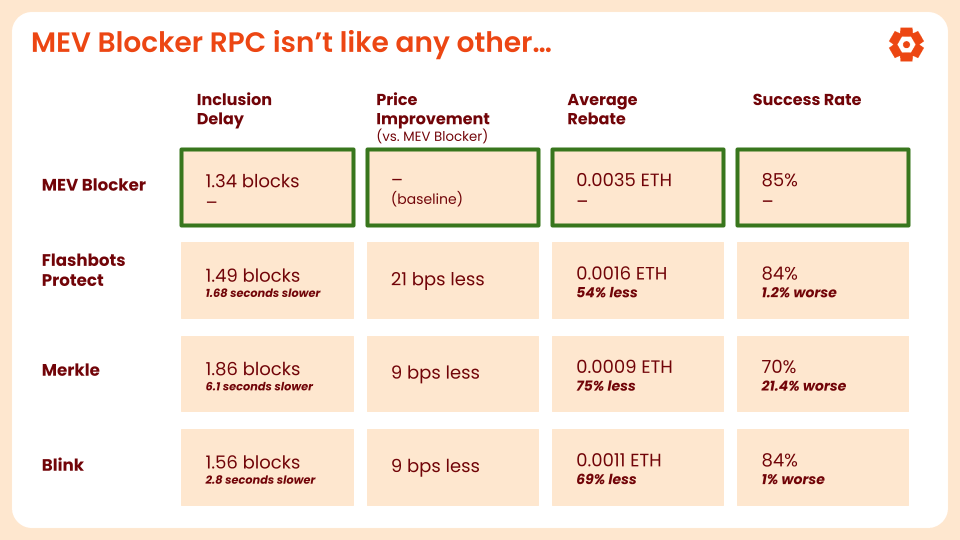 MEV Blocker RPC isn’t like any other…
Inclusion
Delay
Price
Improvement
(vs. MEV Blocker)
Average
Rebate
Success Rate
MEV Blocker
1.34 blocks
–
–
(baseline)
0.0035 ETH
–
85%
–
Flashbots
Protect
1.49 blocks
1.68 seconds slower
21 bps less
0.0016 ETH
54% less
84%
1.2% worse
Merkle
1.86 blocks
6.1 seconds slower
9 bps less
0.0009 ETH
75% less
70%
21.4% worse
Blink
1.56 blocks
2.8 seconds slower
9 bps less
0.0011 ETH
69% less
84%
1% worse